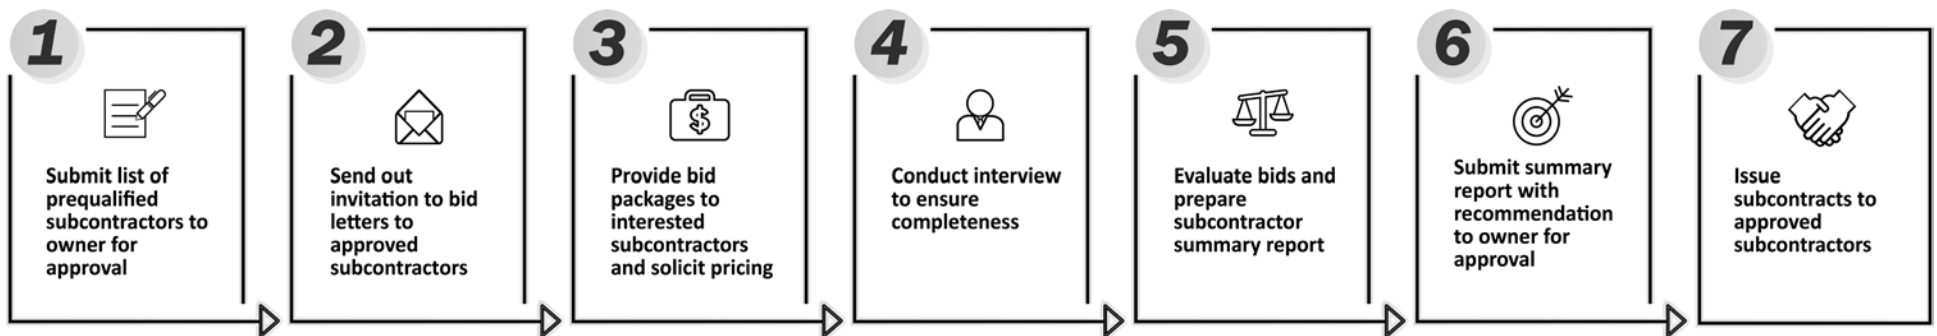 1
Submit list of
prequalified
subcontractors to
owner for
approval
2
Send out
invitation to bid
letters to
approved
subcontractors
3
$
Provide bid
packages to
interested
subcontractors
and solicit pricing
4
Conduct interview
to ensure
completeness
5
Evaluate bids and
prepare
subcontractor
summary report
6
Submit summary
report with
recommendation
to owner for
approval
7
Issue
subcontracts to
approved
subcontractors